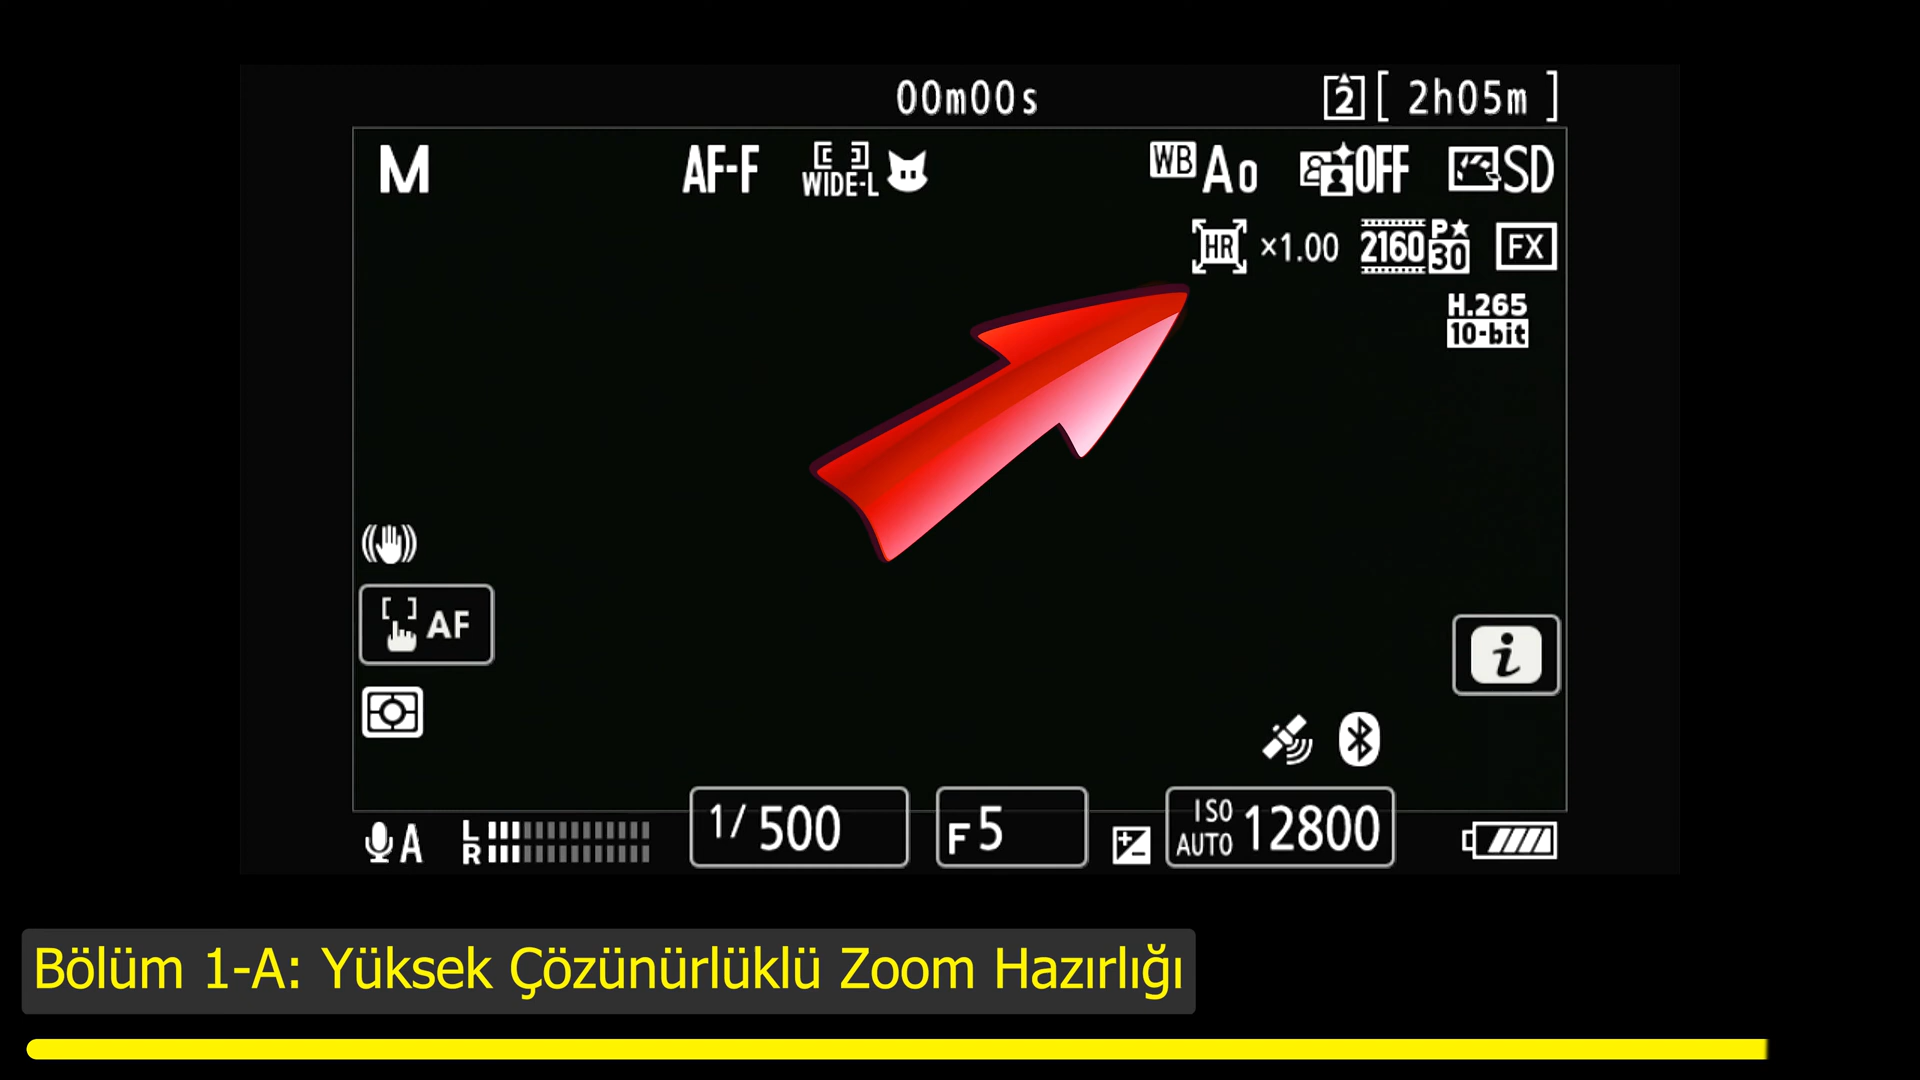 00m00s 2 [ 2h05m ]
M AF-F WIDE-L WB A0 OFF SD
HR ×1.00 2160 P★ 30 FX
H.265
10-bit
AF
i
A L R 1/500 F5 ISO AUTO 12800
Bölüm 1-A: Yüksek Çözünürlüklü Zoom Hazırlığı